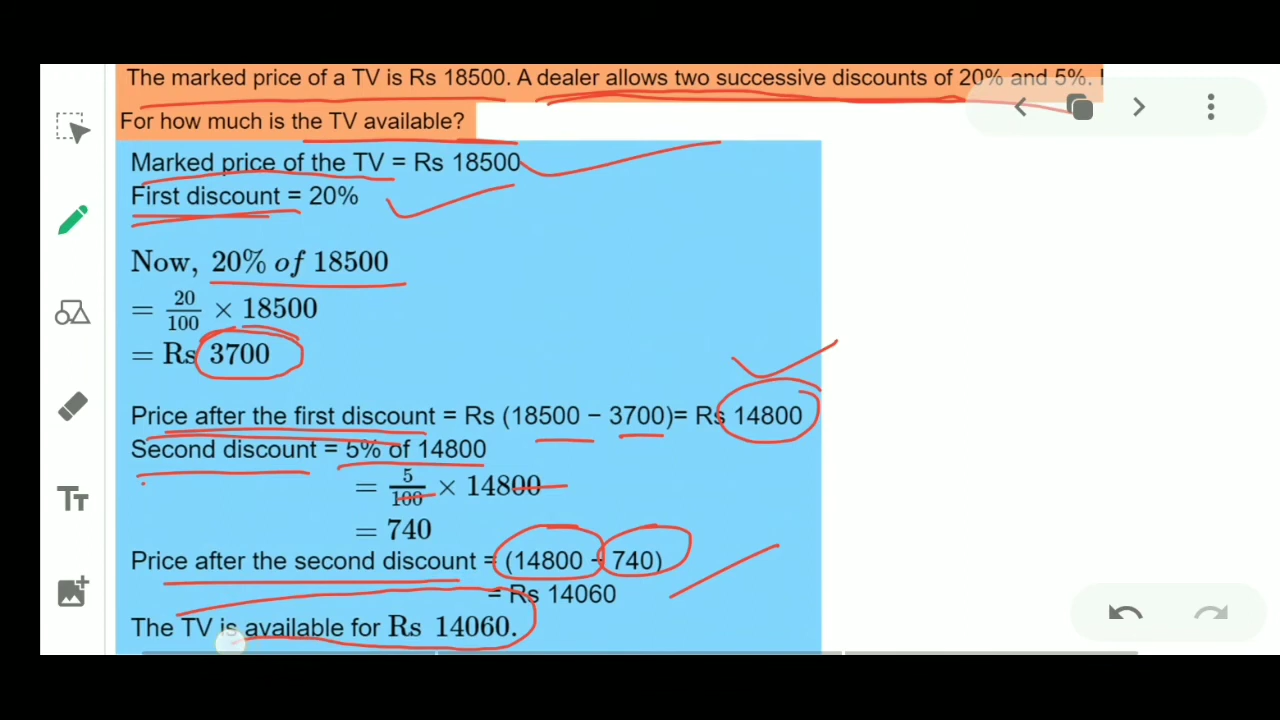 The marked price of a TV is Rs 18500. A dealer allows two successive discounts of 20% and 5%.
For how much is the TV available?
Marked price of the TV = Rs 18500
First discount = 20%
Now, 20% of 18500
= 20/100 × 18500
= Rs 3700
Price after the first discount = Rs (18500 − 3700)= Rs 14800
Second discount = 5% of 14800
= 5/100 × 14800
= 740
Price after the second discount = (14800 − 740)
= Rs 14060
The TV is available for Rs 14060.
TT